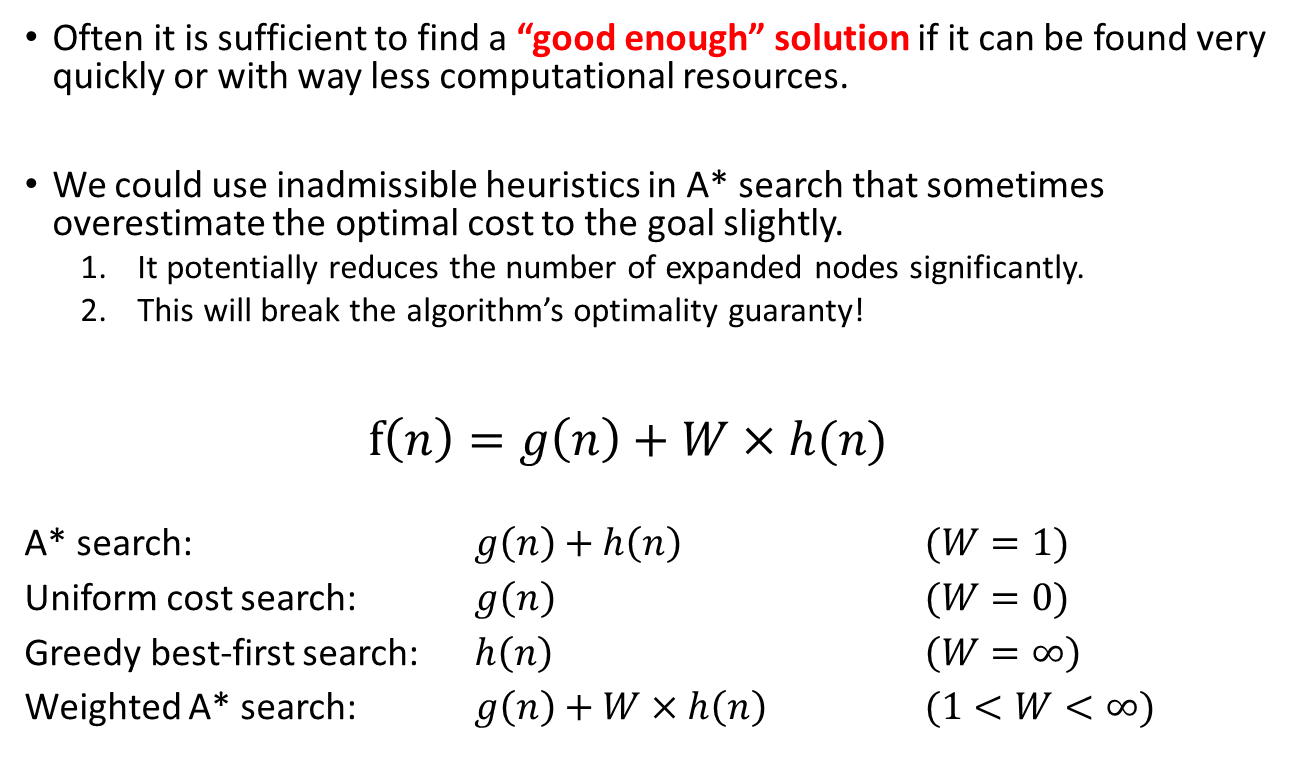 • Often it is sufficient to find a “good enough” solution if it can be found very
quickly or with way less computational resources.
• We could use inadmissible heuristics in A* search that sometimes
overestimate the optimal cost to the goal slightly.
1. It potentially reduces the number of expanded nodes significantly.
2. This will break the algorithm’s optimality guaranty!
f(n) = g(n) + W × h(n)
A* search: g(n) + h(n) (W = 1)
Uniform cost search: g(n) (W = 0)
Greedy best-first search: h(n) (W = ∞)
Weighted A* search: g(n) + W × h(n) (1 < W < ∞)